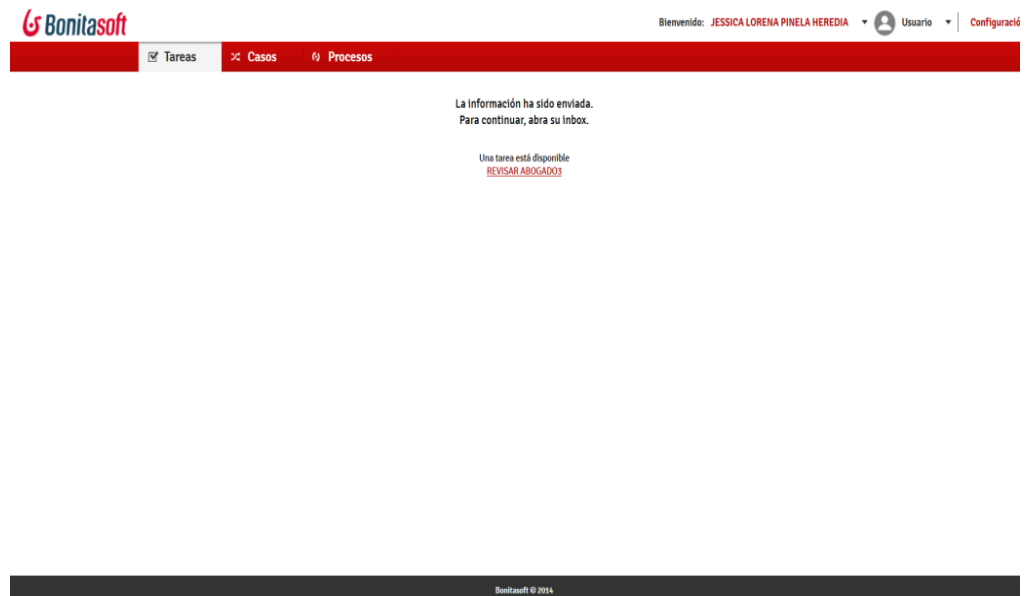 Bonitasoft
Bienvenido: JESSICA LORENA PINELA HEREDIA Usuario Configuració
Tareas Casos Procesos
La información ha sido enviada.
Para continuar, abra su inbox.
Una tarea está disponible
REVISAR ABOGADO3
Bonitasoft © 2014